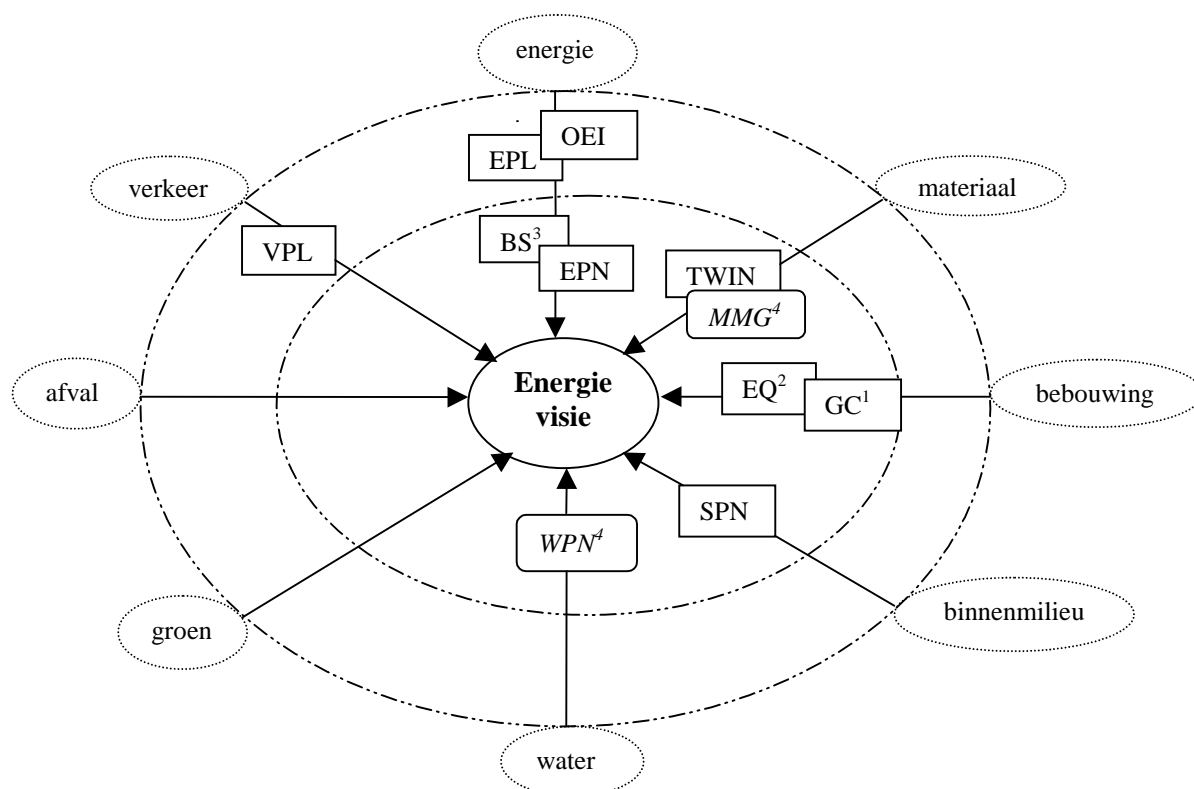 energie
OEI
EPL
verkeer
materiaal
BS³
VPL
EPN
TWIN
MMG⁴
Energie
visie
afval
EQ²
GC¹
bebouwing
SPN
WPN⁴
groen
binnenmilieu
water